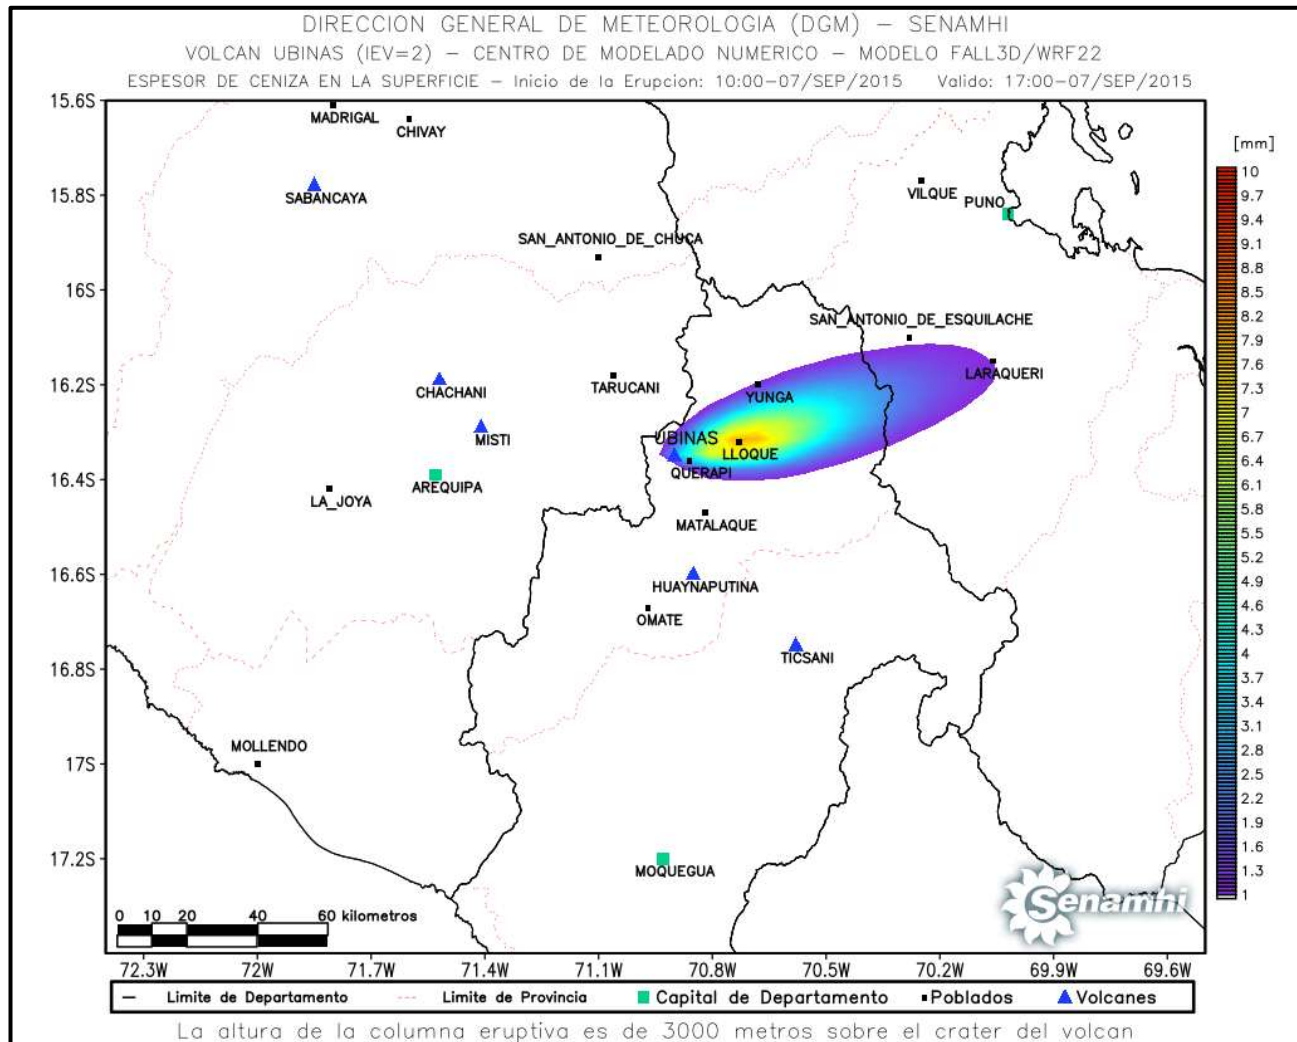 DIRECCION GENERAL DE METEOROLOGIA (DGM) – SENAMHI
VOLCAN UBINAS (IEV=2) – CENTRO DE MODELADO NUMERICO – MODELO FALL3D/WRF22
ESPESOR DE CENIZA EN LA SUPERFICIE – Inicio de la Erupcion: 10:00–07/SEP/2015 Valido: 17:00–07/SEP/2015
15.6S
15.8S
16S
16.2S
16.4S
16.6S
16.8S
17S
17.2S
MADRIGAL
CHIVAY
SABANCAYA
VILQUE
PUNO
SAN_ANTONIO_DE_CHUCA
SAN_ANTONIO_DE_ESQUILACHE
CHACHANI
TARUCANI
YUNGA
LARAQUERI
MISTI
UBINAS
LLOQUE
QUERAPI
AREQUIPA
LA_JOYA
MATALAQUE
HUAYNAPUTINA
OMATE
TICSANI
MOLLENDO
MOQUEGUA
[mm]
10
9.7
9.4
9.1
8.8
8.5
8.2
7.9
7.6
7.3
7
6.7
6.4
6.1
5.8
5.5
5.2
4.9
4.6
4.3
4
3.7
3.4
3.1
2.8
2.5
2.2
1.9
1.6
1.3
1
Senamhi
0 10 20 40 60 kilometros
72.3W 72W 71.7W 71.4W 71.1W 70.8W 70.5W 70.2W 69.9W 69.6W
Limite de Departamento Limite de Provincia Capital de Departamento Poblados Volcanes
La altura de la columna eruptiva es de 3000 metros sobre el crater del volcan